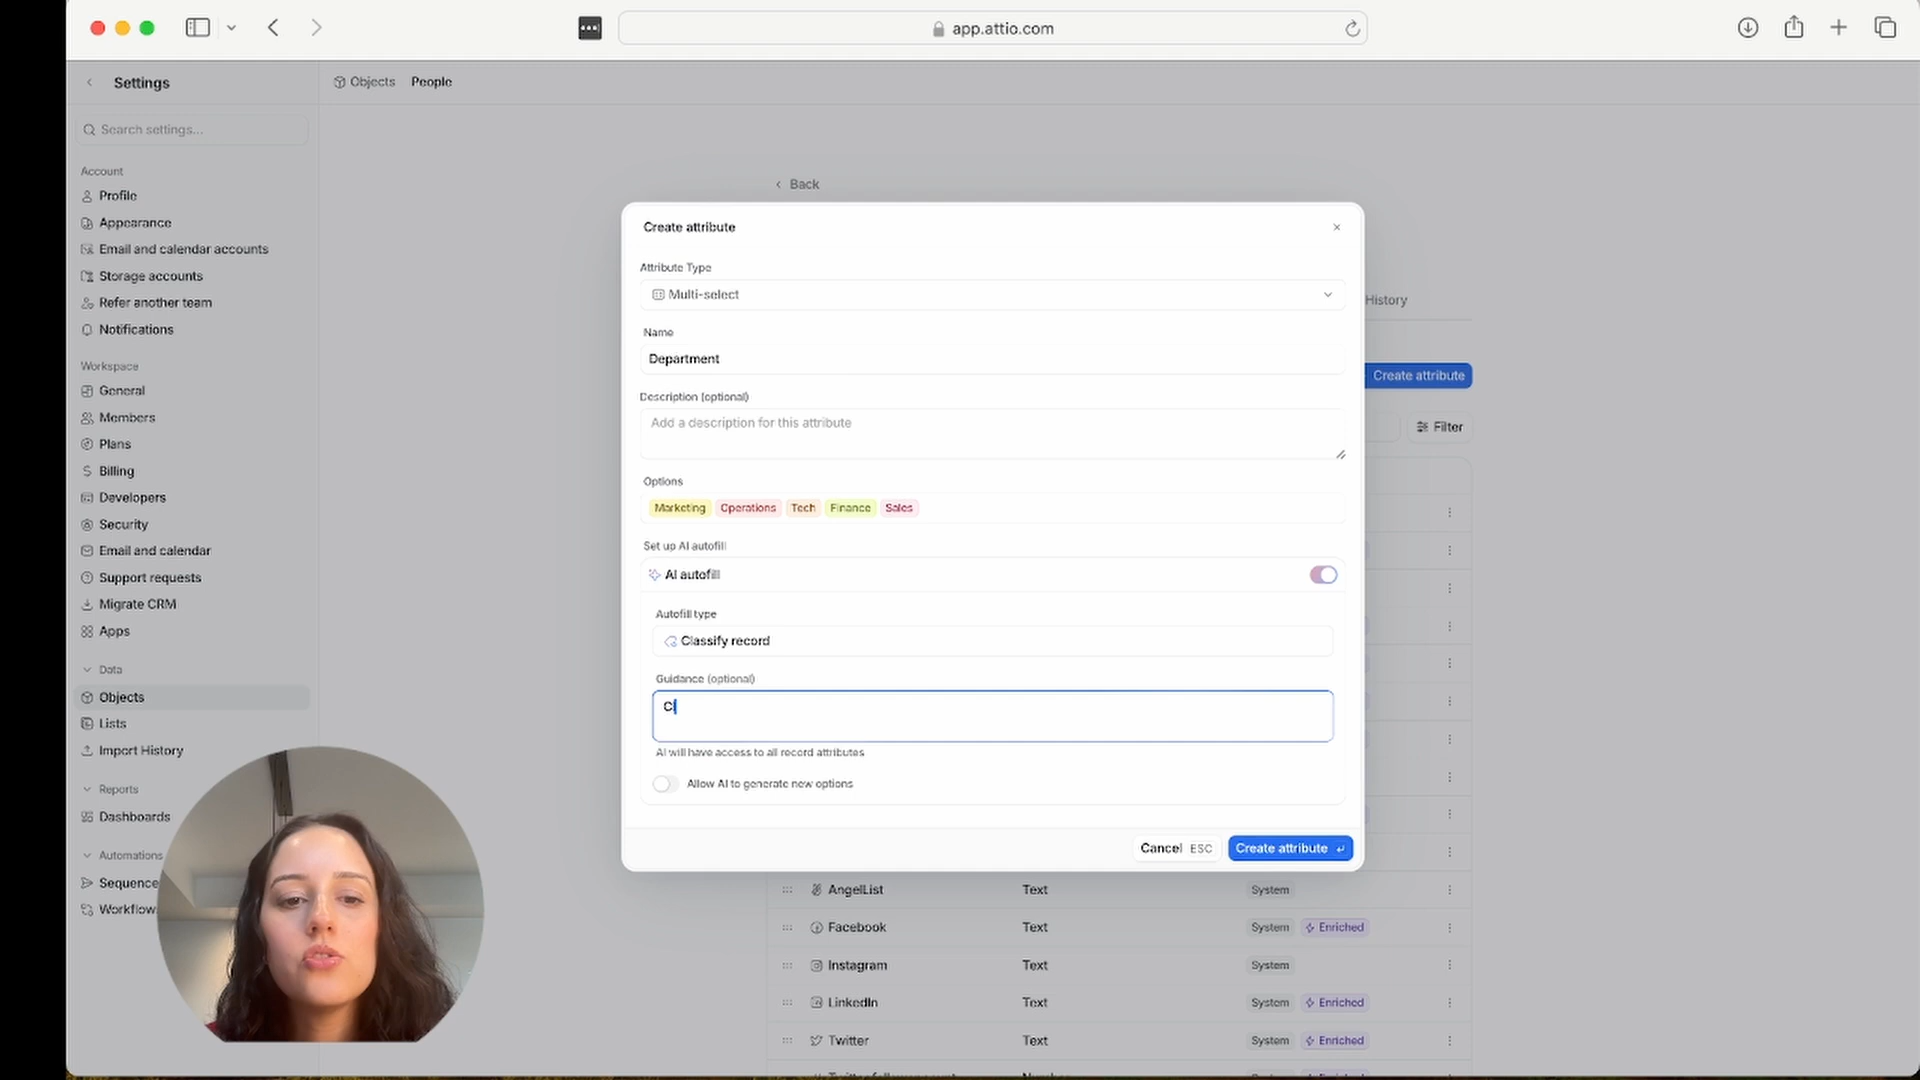 app.attio.com
Settings
Objects People
Search settings...
Account
Profile
Appearance
Email and calendar accounts
Storage accounts
Refer another team
Notifications
Workspace
General
Members
Plans
Billing
Developers
Security
Email and calendar
Support requests
Migrate CRM
Apps
Data
Objects
Lists
Import History
Reports
Dashboards
Automations
Back
History
Create attribute
Filter
Create attribute
Attribute Type
Multi-select
Name
Department
Description (optional)
Add a description for this attribute
Options
Marketing Operations Tech Finance Sales
Set up AI autofill
AI autofill
Autofill type
Classify record
Guidance (optional)
Cl
AI will have access to all record attributes
Allow AI to generate new options
Cancel ESC Create attribute
AngelList Text System
Facebook Text System Enriched
Instagram Text System
LinkedIn Text System Enriched
Twitter Text System Enriched